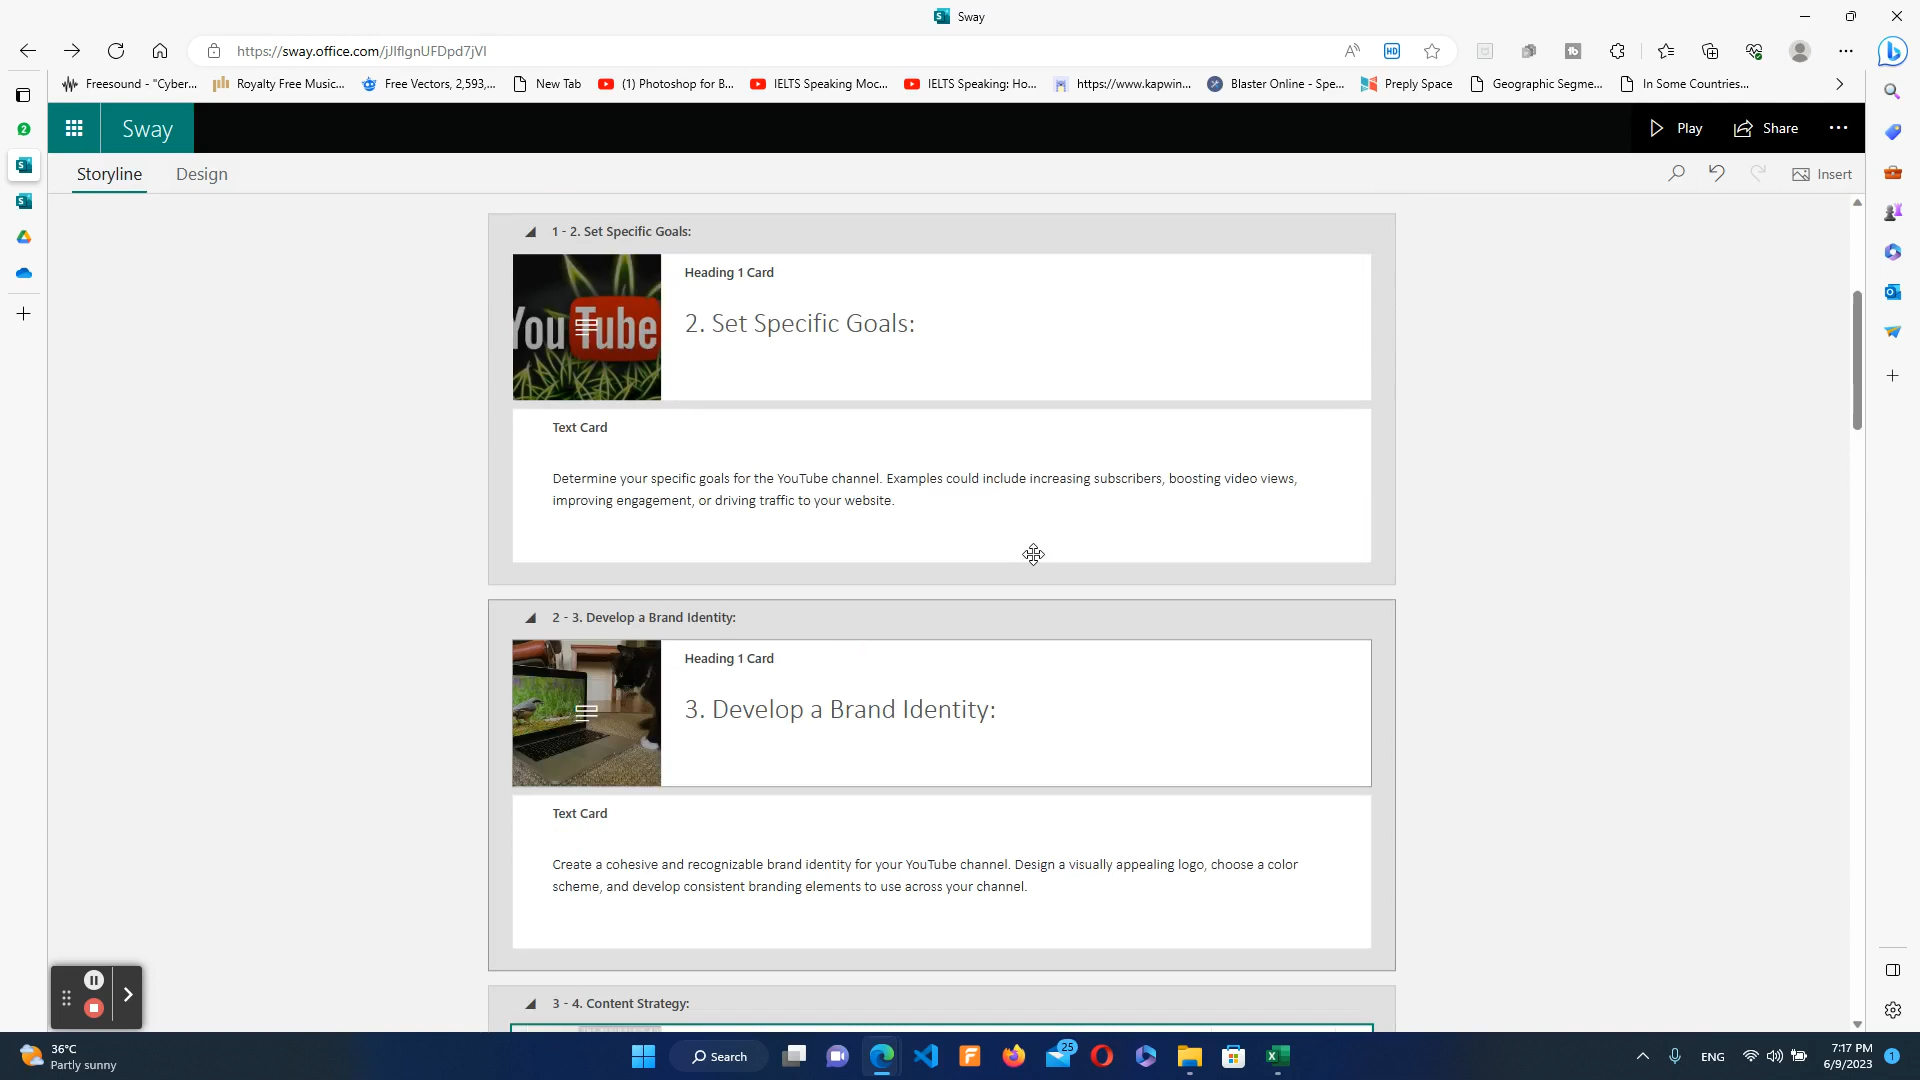 Sway
https://sway.office.com/jJlflgnUFDpd7jVl
HD
Freesound - "Cyber...
Royalty Free Music...
Free Vectors, 2,593,...
New Tab
(1) Photoshop for B...
IELTS Speaking Moc...
IELTS Speaking: Ho...
https://www.kapwin...
Blaster Online - Spe...
Preply Space
Geographic Segme...
In Some Countries...
2
Sway
Play
Share
Storyline
Design
Insert
1 - 2. Set Specific Goals:
YouTube
Heading 1 Card
2. Set Specific Goals:
Text Card
Determine your specific goals for the YouTube channel. Examples could include increasing subscribers, boosting video views,
improving engagement, or driving traffic to your website.
2 - 3. Develop a Brand Identity:
Heading 1 Card
3. Develop a Brand Identity:
Text Card
Create a cohesive and recognizable brand identity for your YouTube channel. Design a visually appealing logo, choose a color
scheme, and develop consistent branding elements to use across your channel.
3 - 4. Content Strategy:
36°C
Partly sunny
Search
25
ENG
7:17 PM
6/9/2023
1